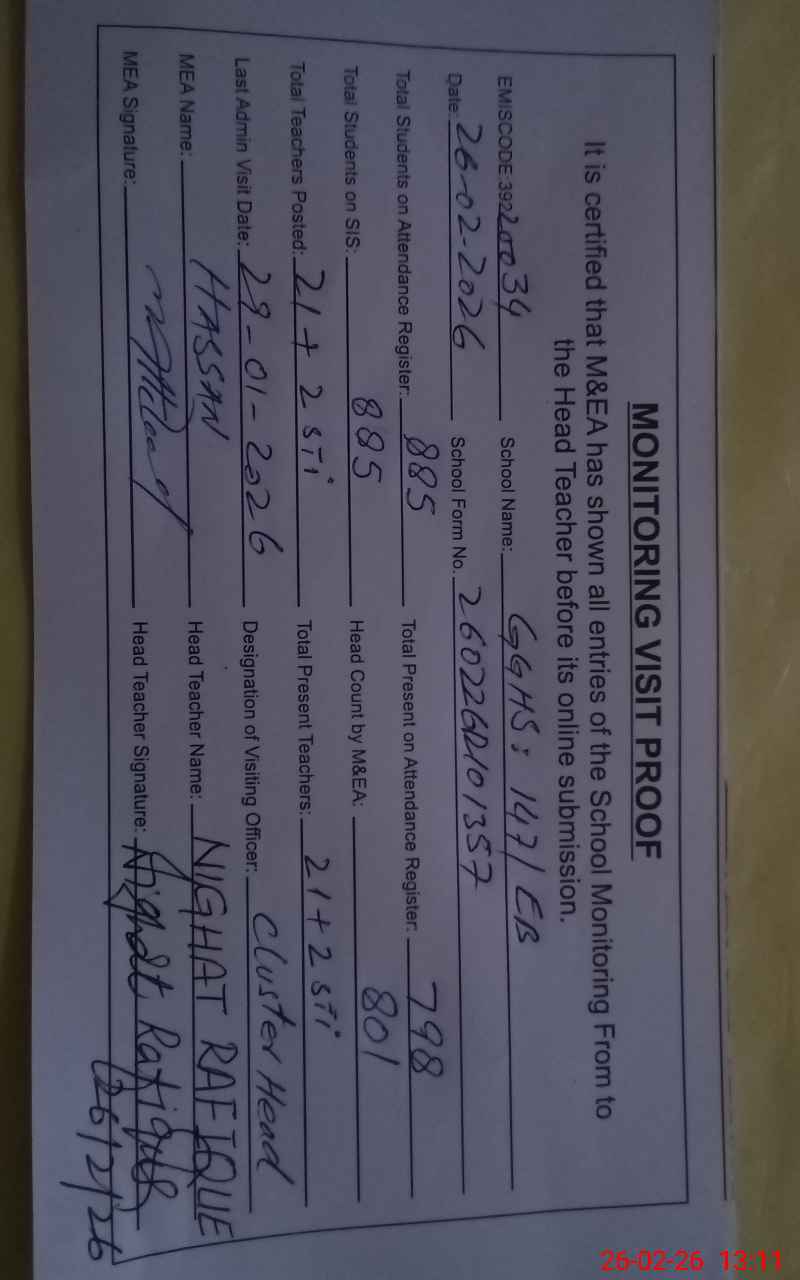 MONITORING VISIT PROOF
It is certified that M&EA has shown all entries of the School Monitoring From to
the Head Teacher before its online submission.
EMISCODE:39220034 School Name: GGHS: 147/EB
Date: 26-02-2026 School Form No. 260226D101357
Total Students on Attendance Register: 885 Total Present on Attendance Register: 798
Total Students on SIS: 885 Head Count by M&EA: 801
Total Teachers Posted: 21+2 STI Total Present Teachers: 21+2 STI
Last Admin Visit Date: 29-01-2026 Designation of Visiting Officer: Cluster Head
MEA Name: HASSAN Head Teacher Name: NIGHAT RAFIQUE
MEA Signature: Head Teacher Signature: Nighat Rafique
26/2/26
26-02-26 13:11